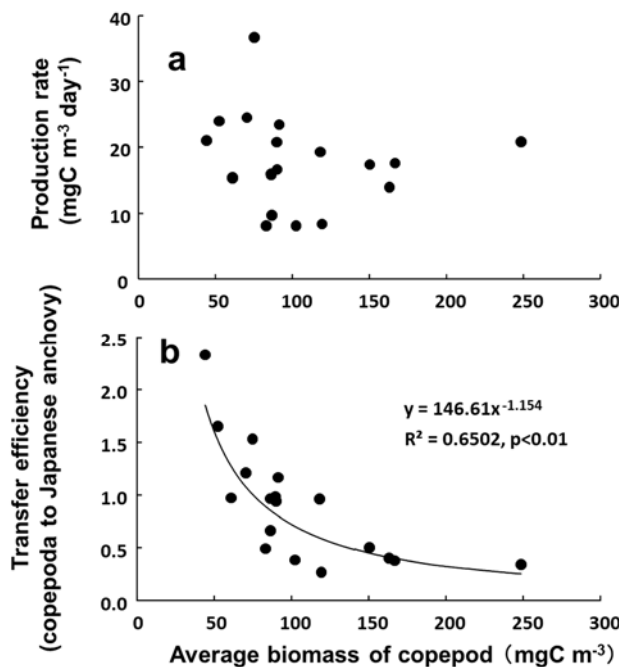 a
Production rate
(mgC m⁻³ day⁻¹)
40
30
20
10
0
0 50 100 150 200 250 300
b
Transfer efficiency
(copepoda to Japanese anchovy)
2.5
2.0
1.5
1.0
0.5
0.0
y = 146.61x⁻¹·¹⁵⁴
R² = 0.6502, p<0.01
0 50 100 150 200 250 300
Average biomass of copepod (mgC m⁻³)